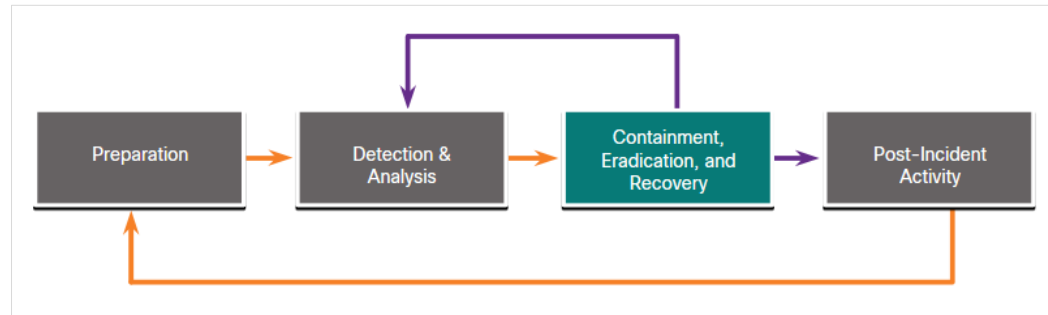 Preparation
Detection &
Analysis
Containment,
Eradication, and
Recovery
Post-Incident
Activity